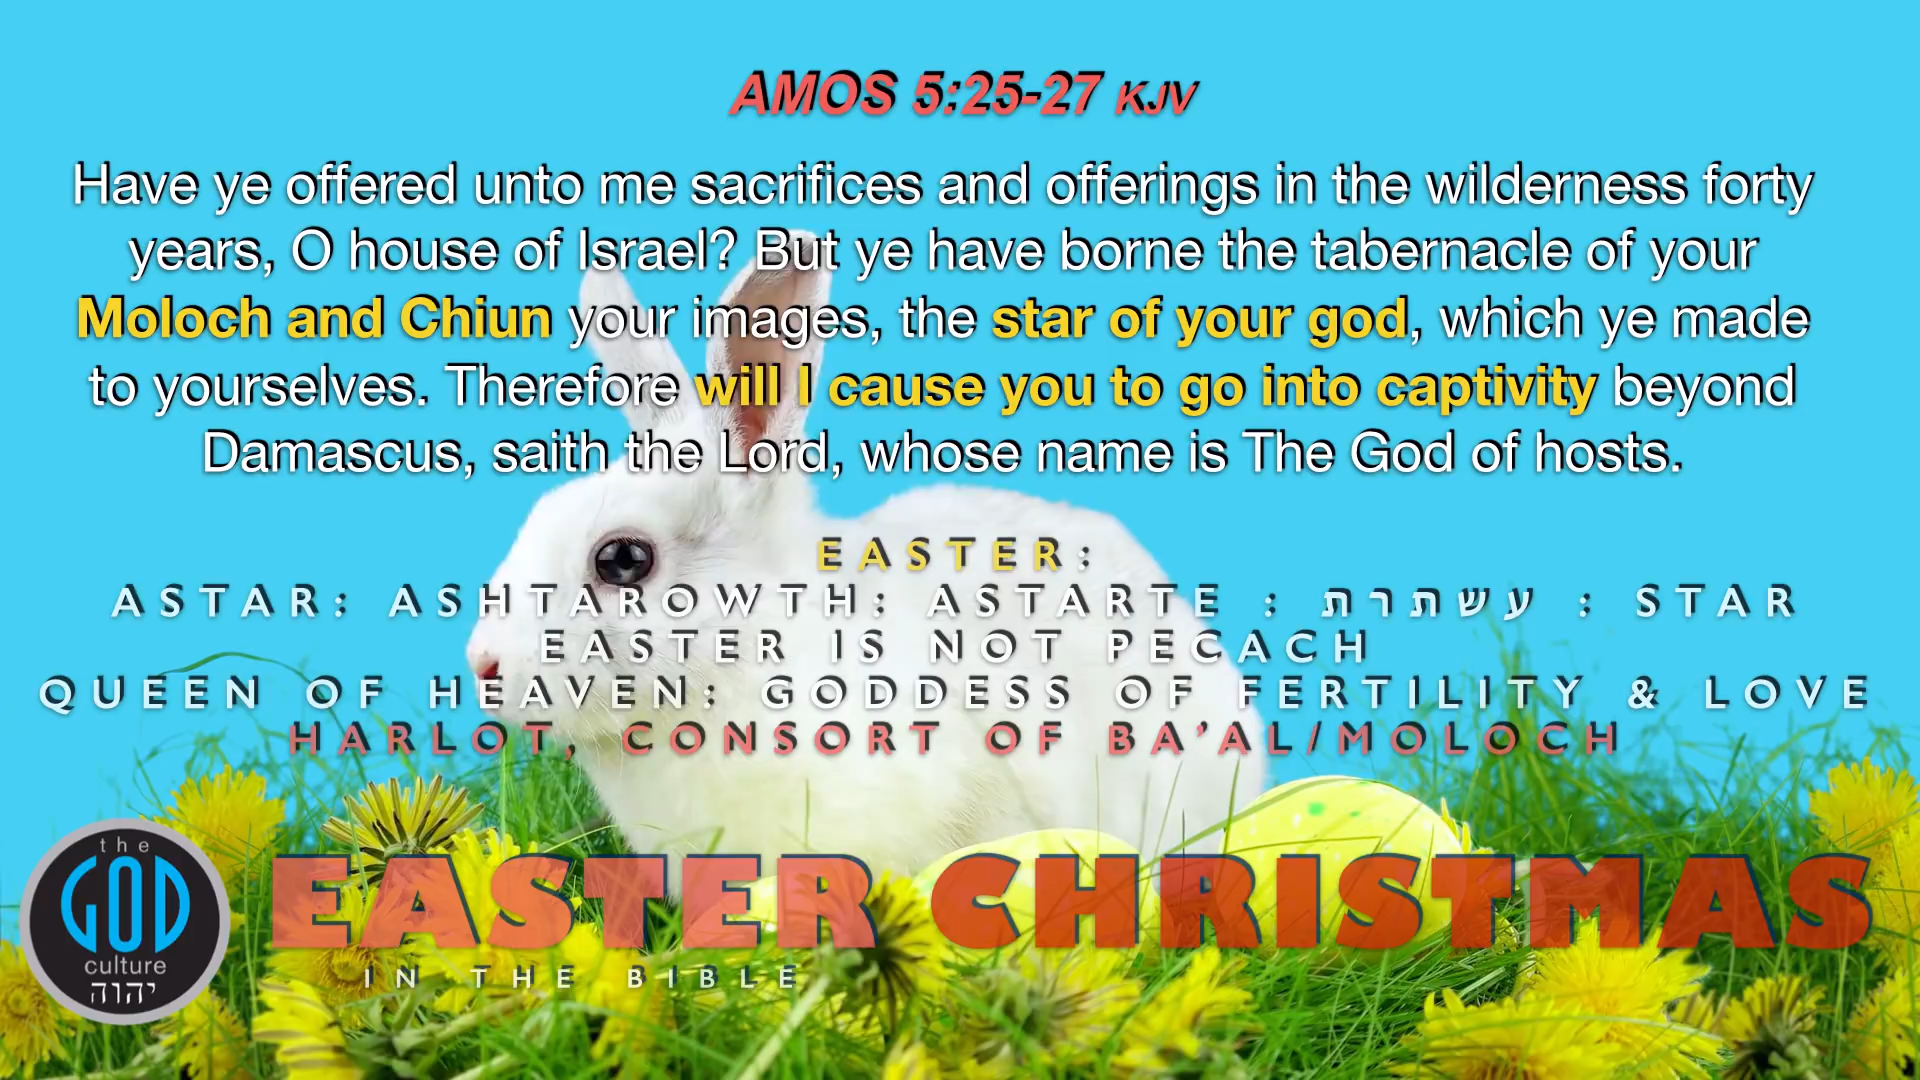 AMOS 5:25-27 KJV
Have ye offered unto me sacrifices and offerings in the wilderness forty
years, O house of Israel? But ye have borne the tabernacle of your
Moloch and Chiun your images, the star of your god, which ye made
to yourselves. Therefore will I cause you to go into captivity beyond
Damascus, saith the Lord, whose name is The God of hosts.
EASTER:
ASTAR: ASHTAROWTH: ASTARTE : עשתרת : STAR
EASTER IS NOT PECACH
QUEEN OF HEAVEN: GODDESS OF FERTILITY & LOVE
HARLOT, CONSORT OF BA'AL/MOLOCH
the
GOD
culture
יהוה
EASTER CHRISTMAS
IN THE BIBLE